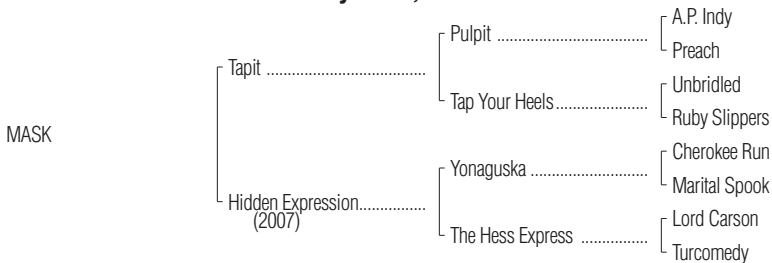 A.P. Indy
Pulpit ......................................
Preach
Tapit ........................................
Unbridled
Tap Your Heels.......................
Ruby Slippers
MASK
Cherokee Run
Yonaguska ..............................
Marital Spook
Hidden Expression.................
(2007)
Lord Carson
The Hess Express .................
Turcomedy